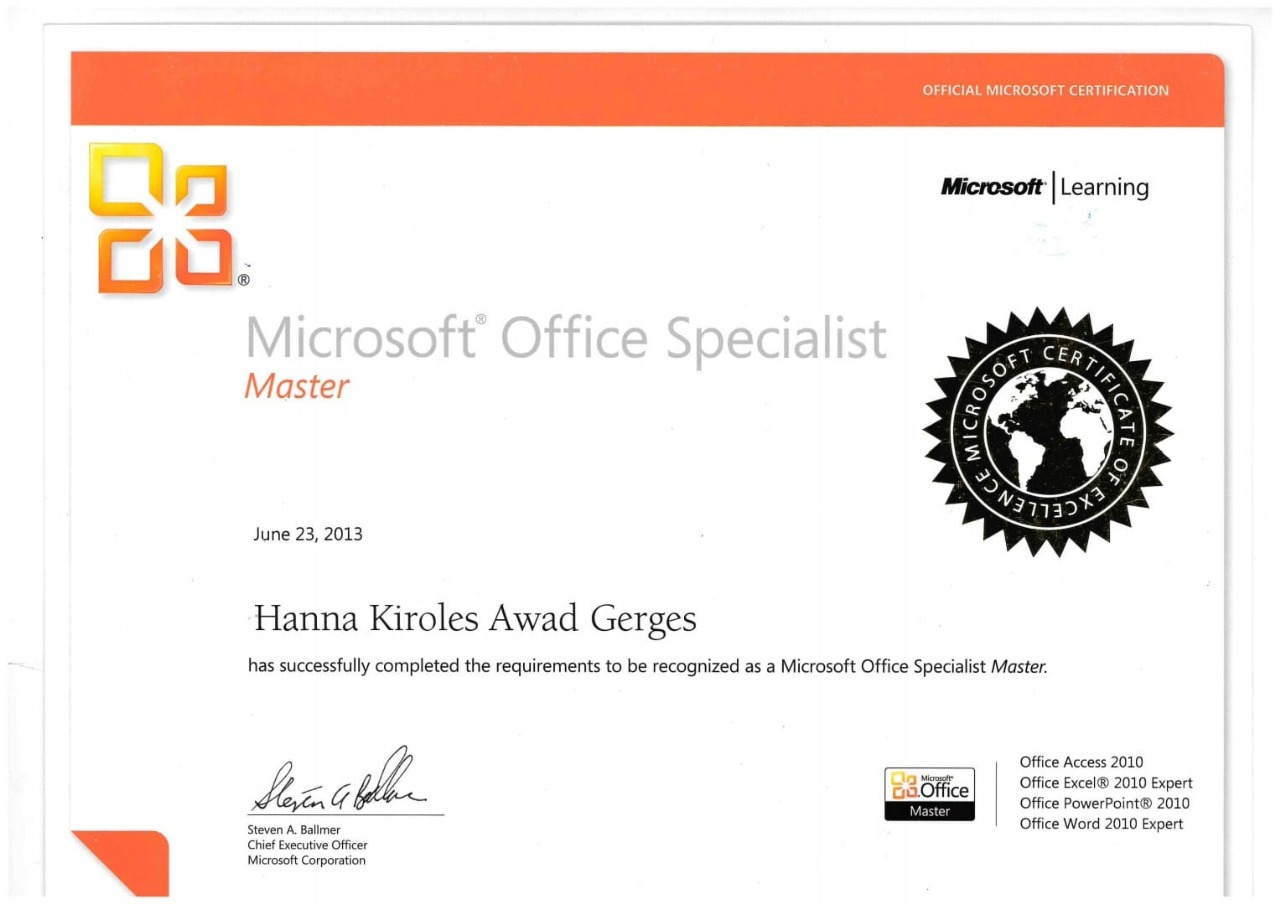 OFFICIAL MICROSOFT CERTIFICATION
Microsoft® Learning
®
Microsoft® Office Specialist
Master
MICROSOFT CERTIFICATE OF EXCELLENCE
June 23, 2013
Hanna Kiroles Awad Gerges
has successfully completed the requirements to be recognized as a Microsoft Office Specialist Master.
Steven A Ballmer
Steven A. Ballmer
Chief Executive Officer
Microsoft Corporation
Microsoft®
Office
Master
Office Access 2010
Office Excel® 2010 Expert
Office PowerPoint® 2010
Office Word 2010 Expert